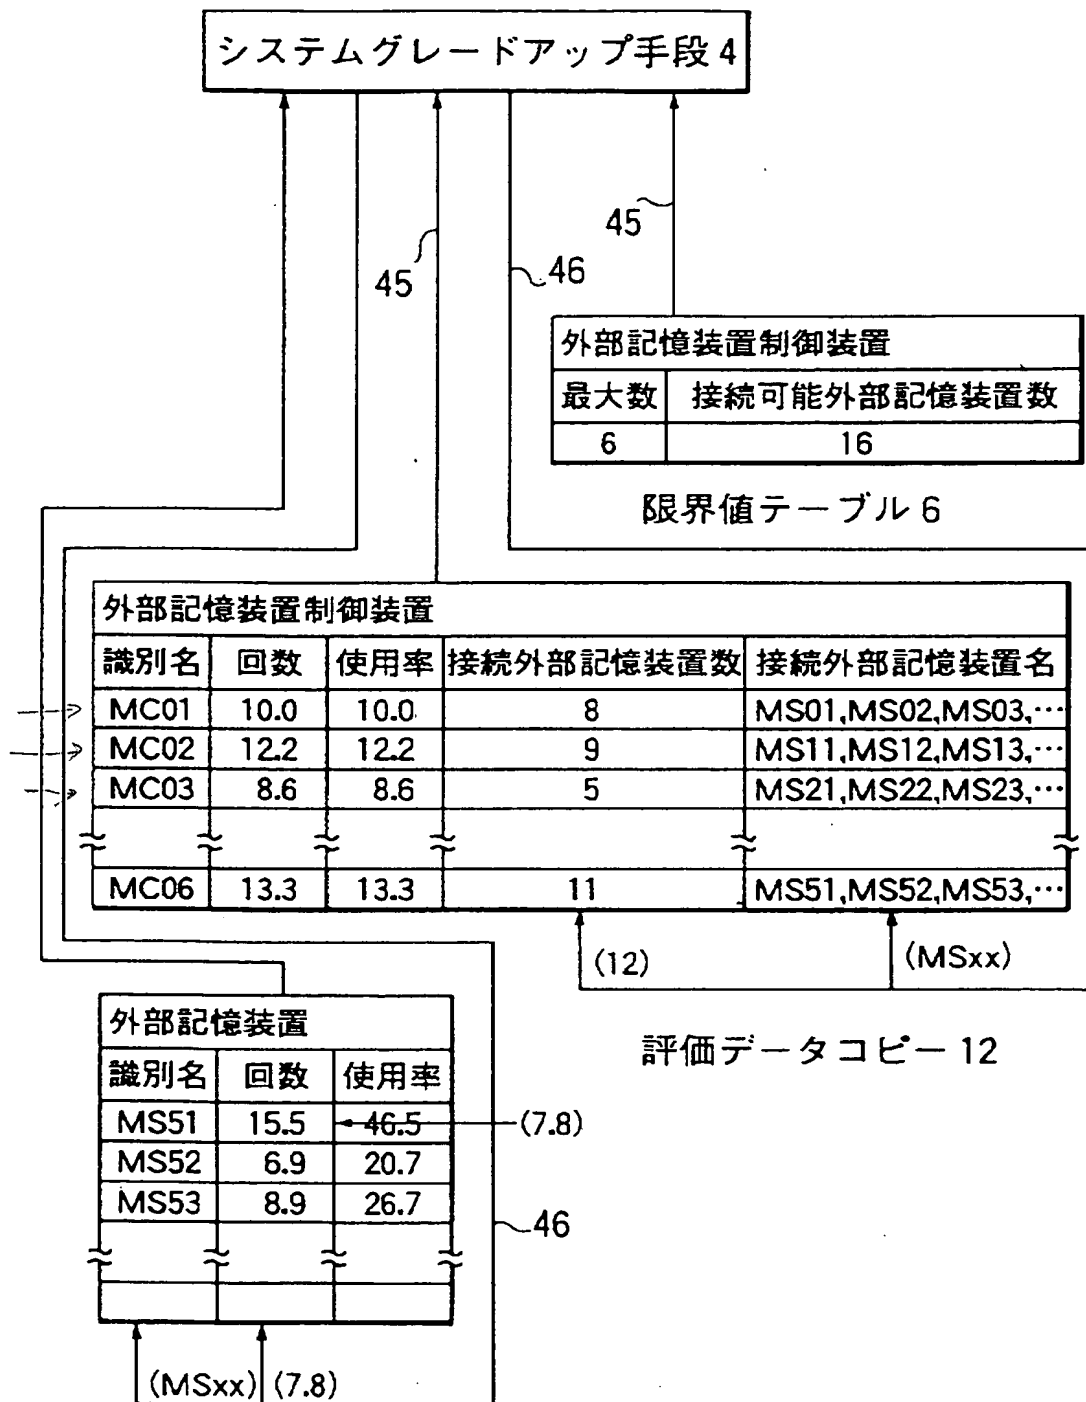 システムグレードアップ手段4
45
45
46
外部記憶装置制御装置
最大数 接続可能外部記憶装置数
6 16
限界値テーブル6
外部記憶装置制御装置
識別名 回数 使用率 接続外部記憶装置数 接続外部記憶装置名
MC01 10.0 10.0 8 MS01,MS02,MS03,…
MC02 12.2 12.2 9 MS11,MS12,MS13,…
MC03 8.6 8.6 5 MS21,MS22,MS23,…
MC06 13.3 13.3 11 MS51,MS52,MS53,…
(12) (MSxx)
評価データコピー12
外部記憶装置
識別名 回数 使用率
MS51 15.5 46.5 (7.8)
MS52 6.9 20.7
MS53 8.9 26.7
46
(MSxx) (7.8)